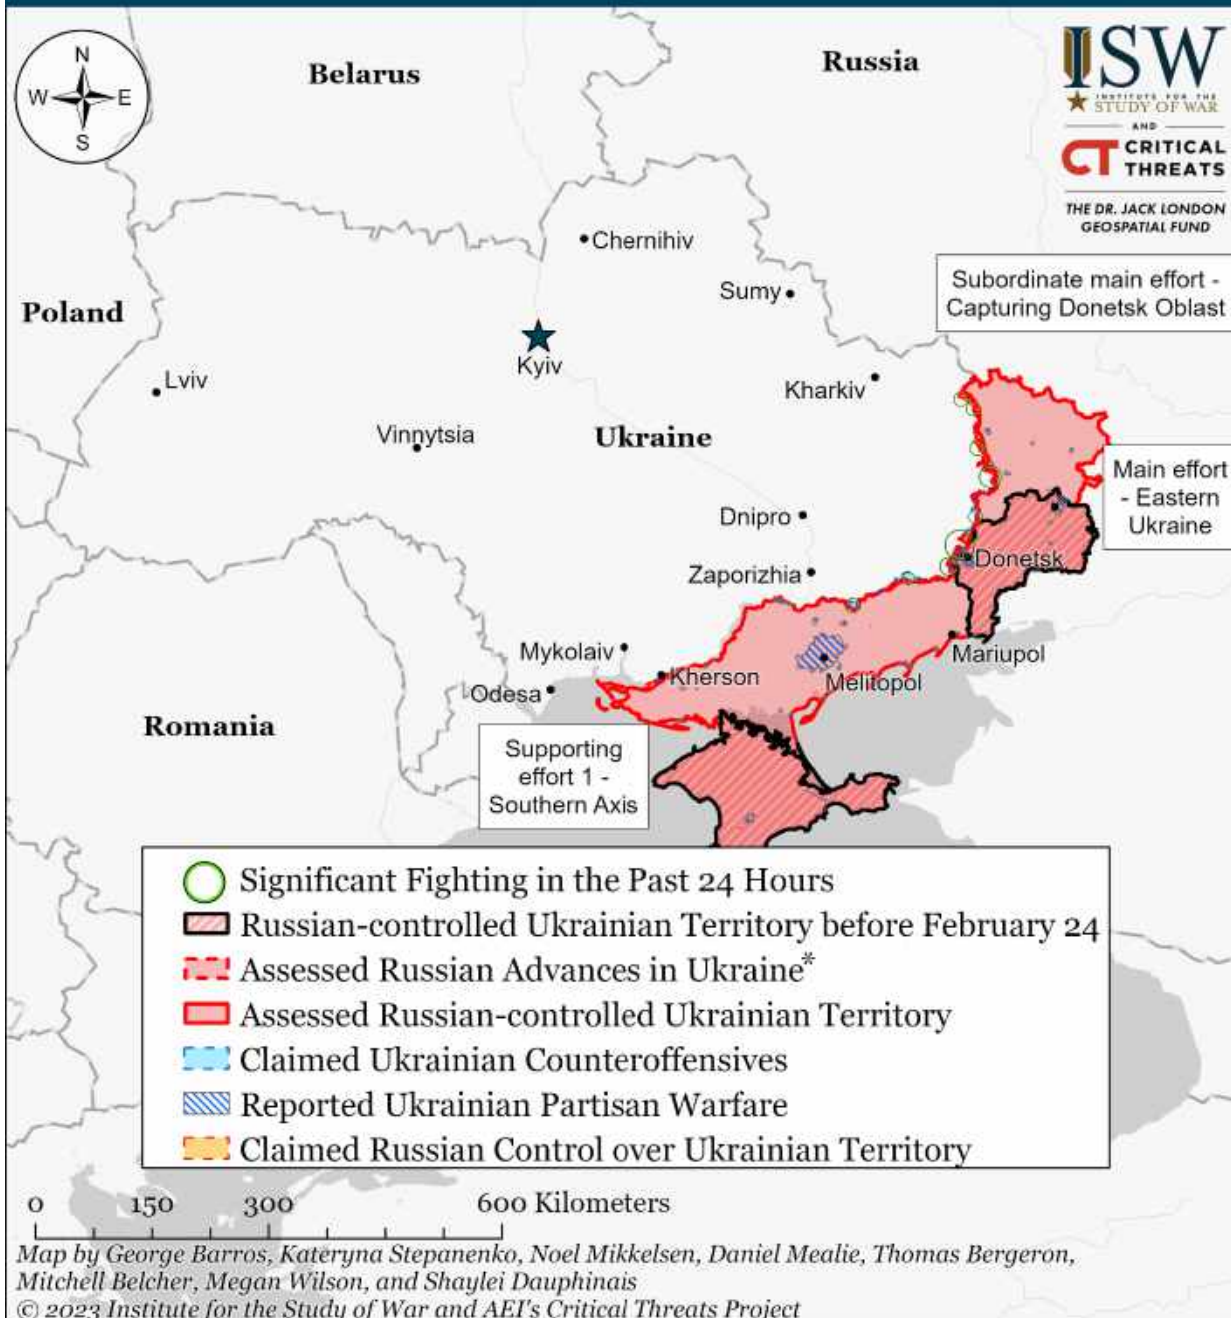 N
W
E
S
Belarus
Russia
ISW
INSTITUTE FOR THE
STUDY OF WAR
AND
CT CRITICAL
THREATS
THE DR. JACK LONDON
GEOSPATIAL FUND
Chernihiv
Subordinate main effort -
Capturing Donetsk Oblast
Sumy
Poland
Kyiv
Lviv
Kharkiv
Vinnytsia
Ukraine
Main effort
- Eastern
Ukraine
Dnipro
Donetsk
Zaporizhia
Mykolaiv
Mariupol
Kherson
Melitopol
Odesa
Romania
Supporting
effort 1 -
Southern Axis
Significant Fighting in the Past 24 Hours
Russian-controlled Ukrainian Territory before February 24
Assessed Russian Advances in Ukraine*
Assessed Russian-controlled Ukrainian Territory
Claimed Ukrainian Counteroffensives
Reported Ukrainian Partisan Warfare
Claimed Russian Control over Ukrainian Territory
0 150 300 600 Kilometers
Map by George Barros, Kateryna Stepanenko, Noel Mikkelsen, Daniel Mealie, Thomas Bergeron,
Mitchell Belcher, Megan Wilson, and Shaylei Dauphinais
© 2023 Institute for the Study of War and AEI's Critical Threats Project